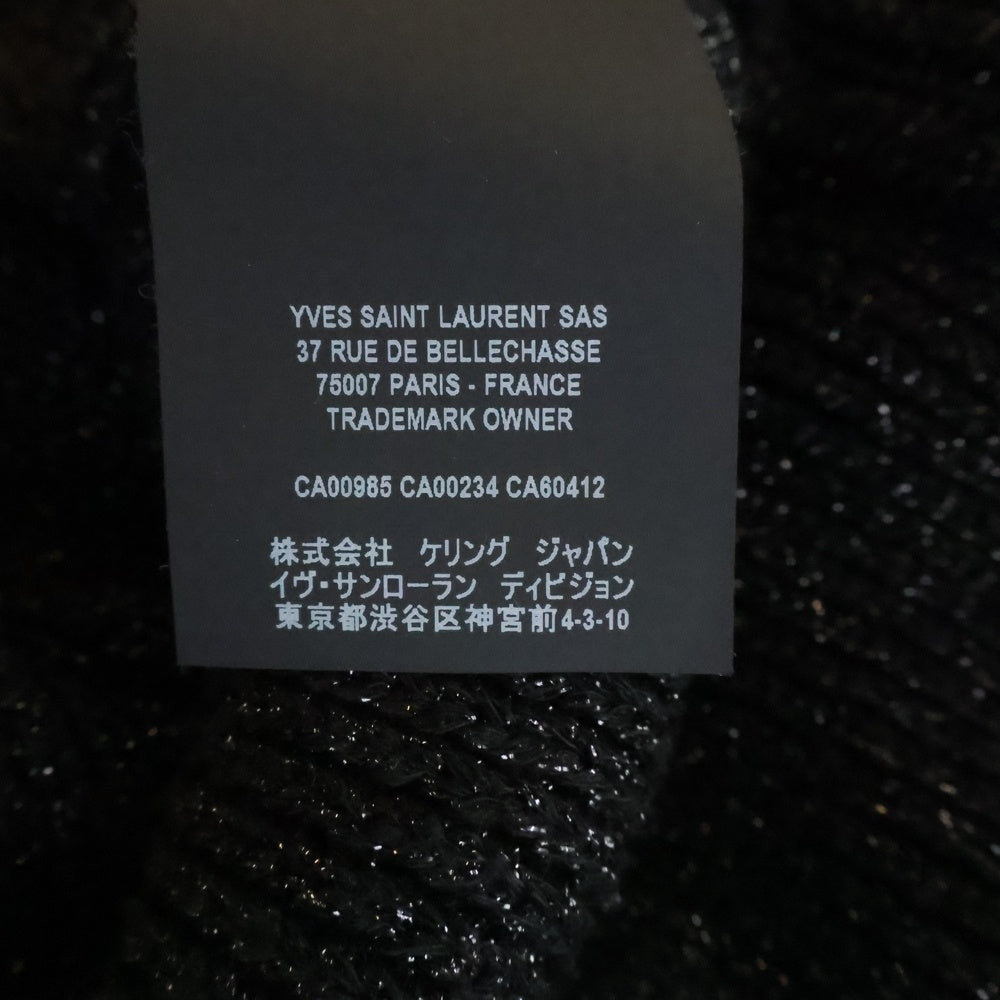 YVES SAINT LAURENT SAS
37 RUE DE BELLECHASSE
75007 PARIS - FRANCE
TRADEMARK OWNER
CA00985 CA00234 CA60412
株式会社 ケリング ジャパン
イヴ・サンローラン ディビジョン
東京都渋谷区神宮前4-3-10